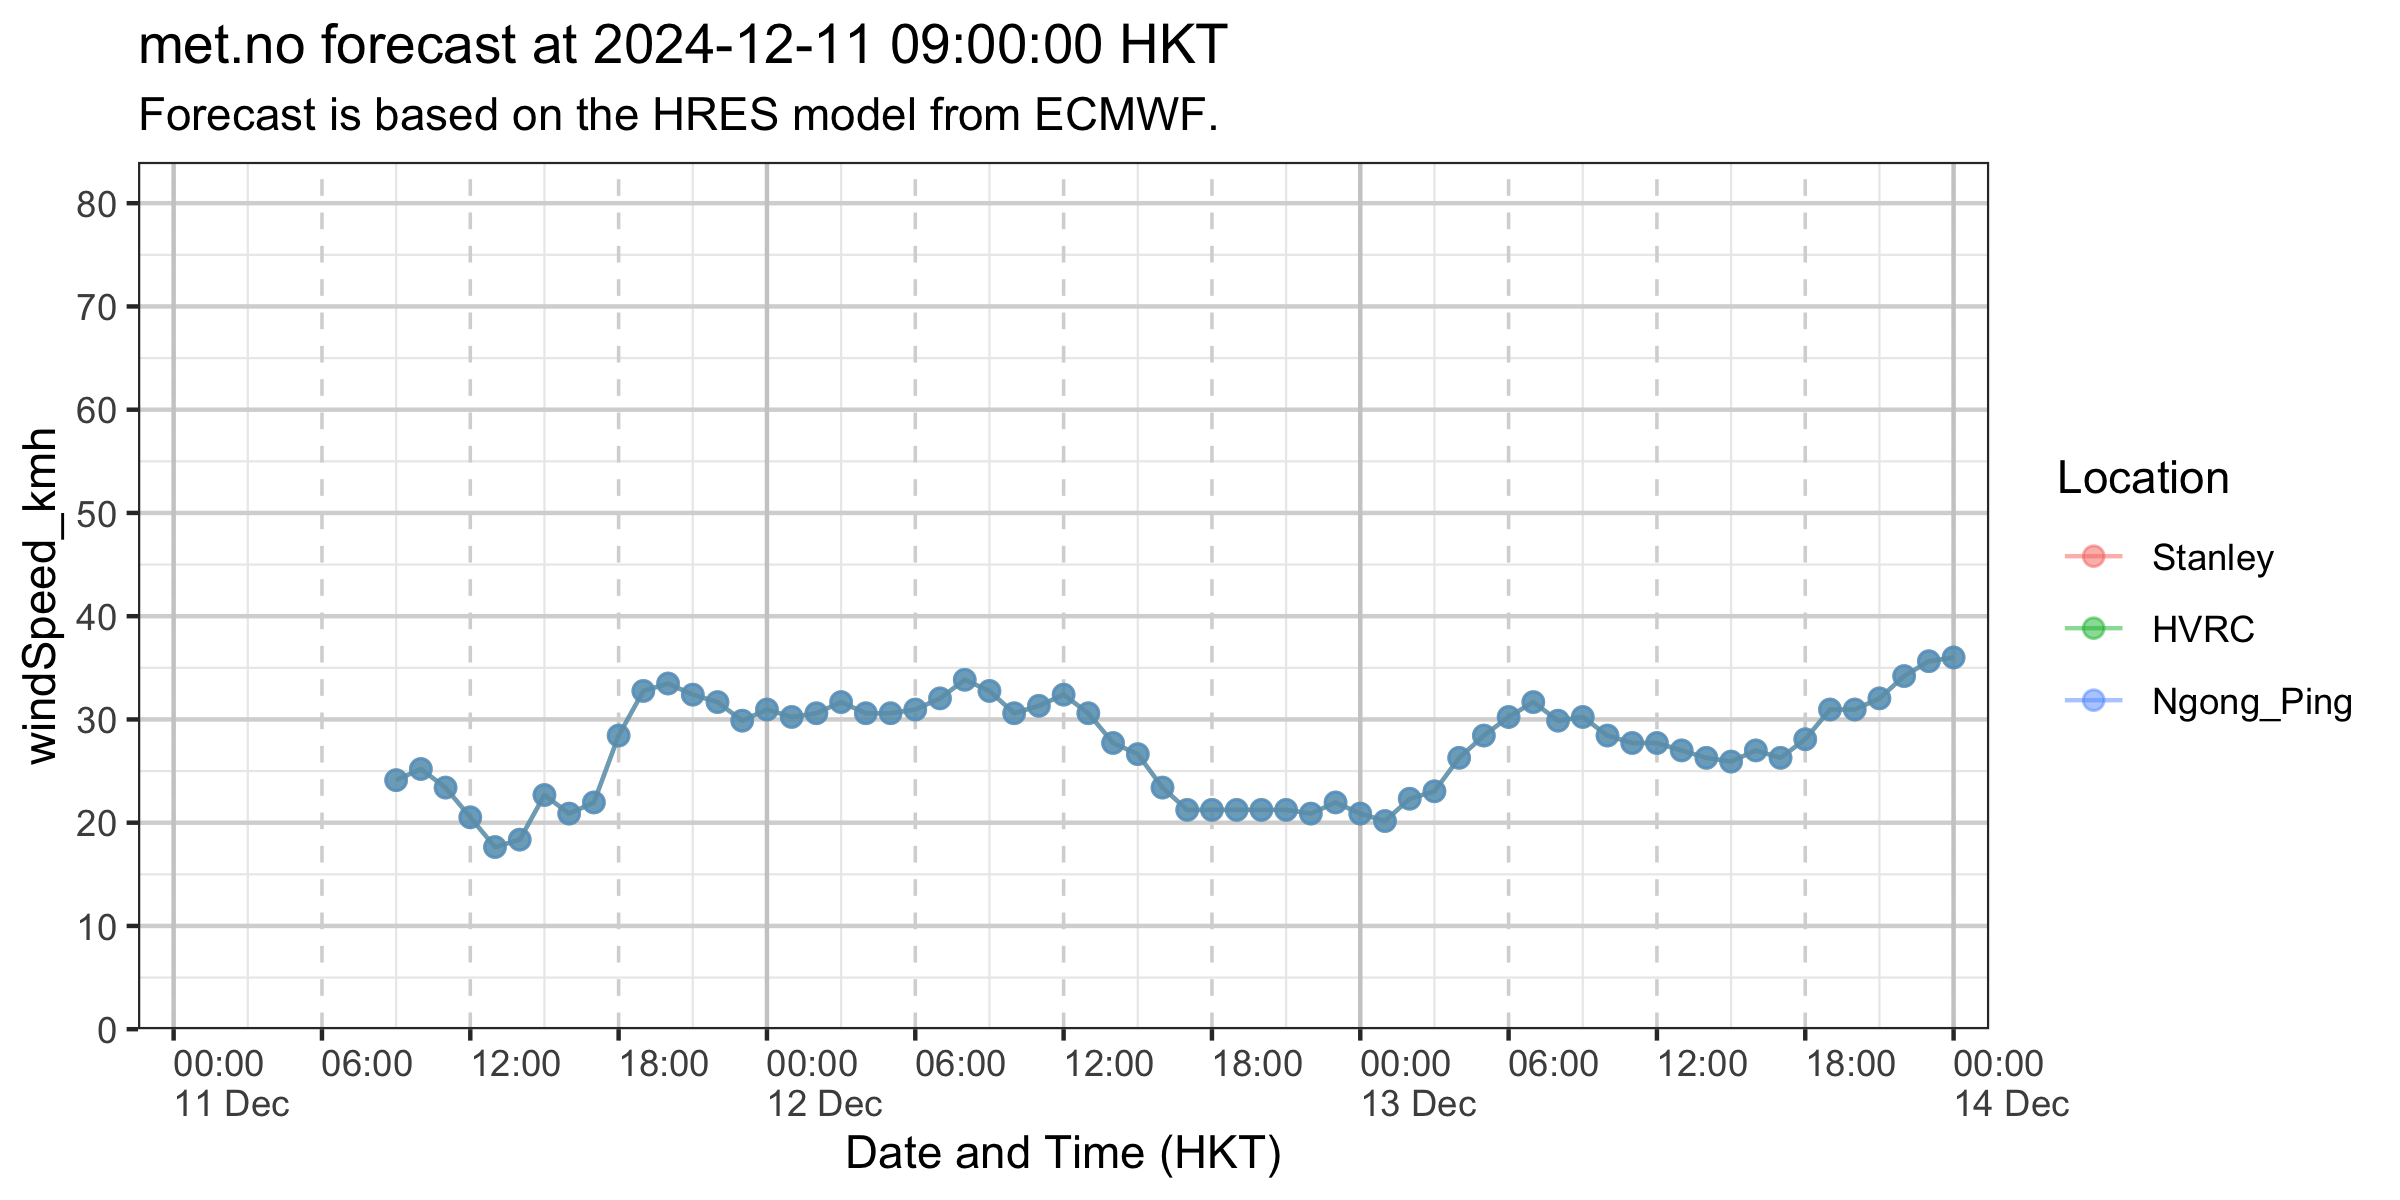 met.no forecast at 2024-12-11 09:00:00 HKT
Forecast is based on the HRES model from ECMWF.
windSpeed_kmh
80
70
60
50
40
30
20
10
0
00:00 06:00 12:00 18:00 00:00 06:00 12:00 18:00 00:00 06:00 12:00 18:00 00:00
11 Dec 12 Dec 13 Dec 14 Dec
Date and Time (HKT)
Location
Stanley
HVRC
Ngong_Ping